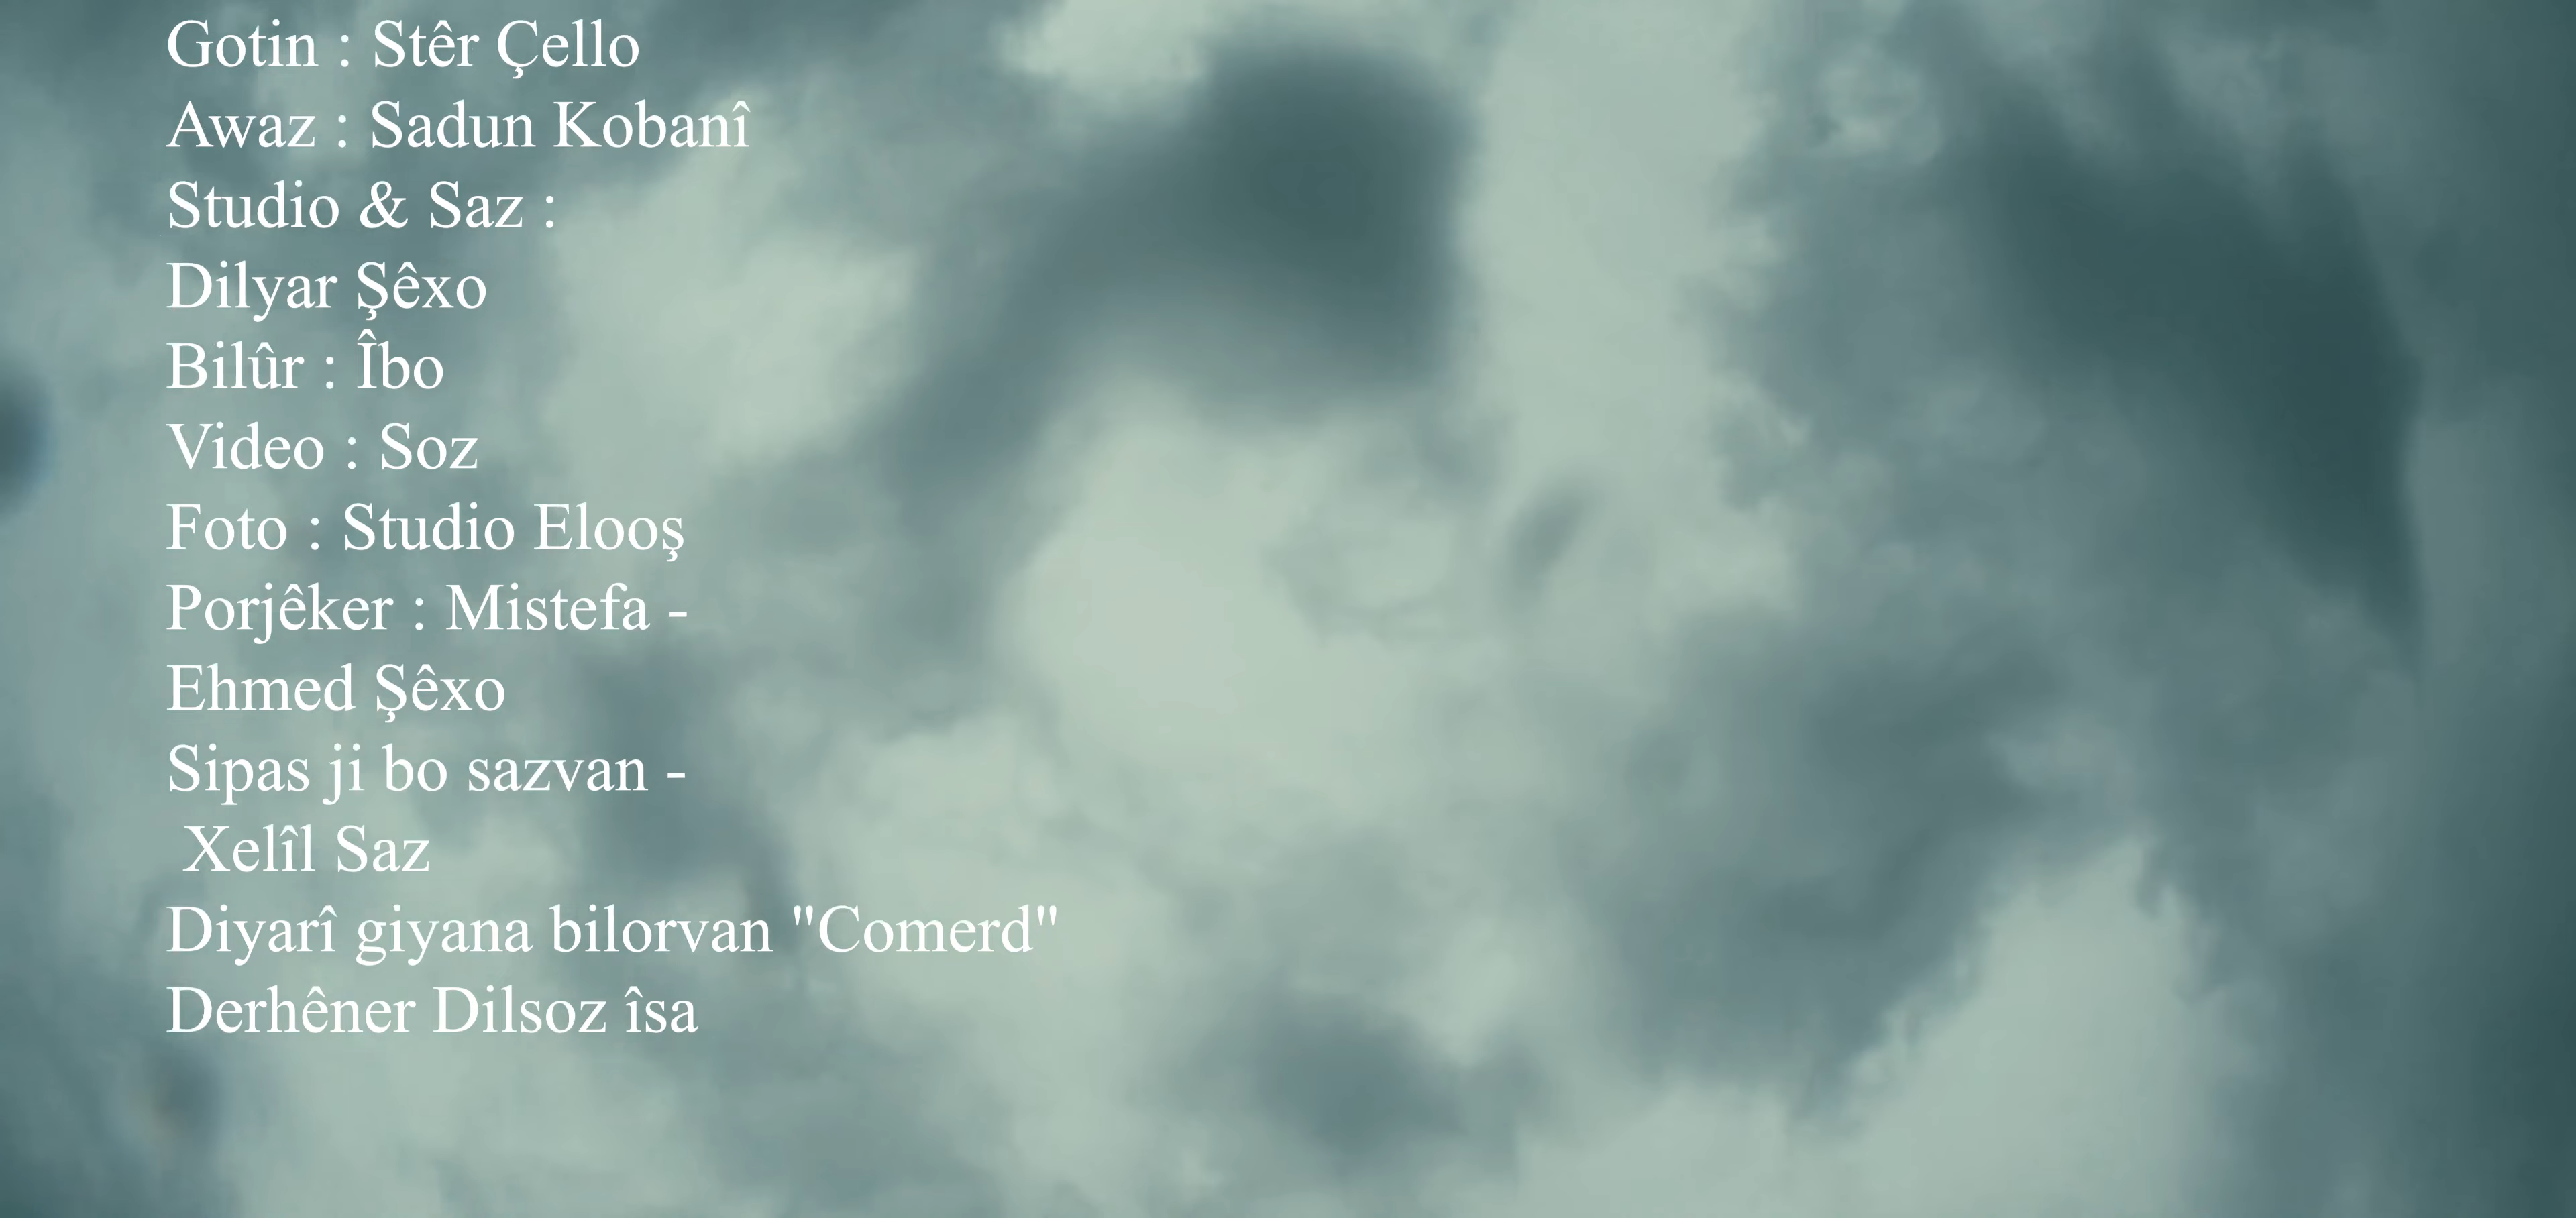 Gotin : Stêr Çello
Awaz : Sadun Kobanî
Studio & Saz :
Dilyar Şêxo
Bilûr : Îbo
Video : Soz
Foto : Studio Elooş
Porjêker : Mistefa -
Ehmed Şêxo
Sipas ji bo sazvan -
Xelîl Saz
Diyarî giyana bilorvan "Comerd"
Derhêner Dilsoz îsa